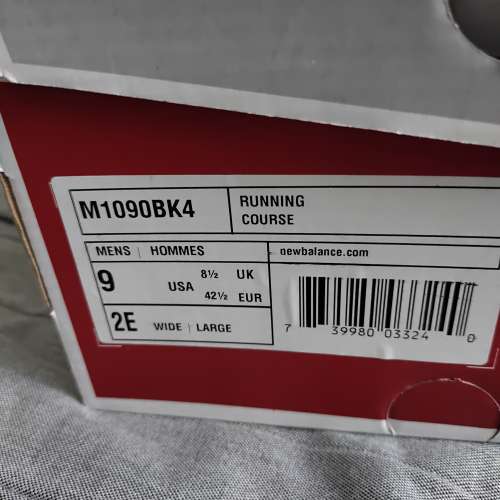 M1090BK4
RUNNING
COURSE
MENS | HOMMES
newbalance.com
9 USA 8½ UK
42½ EUR
2E WIDE | LARGE
7 39980 03324 0